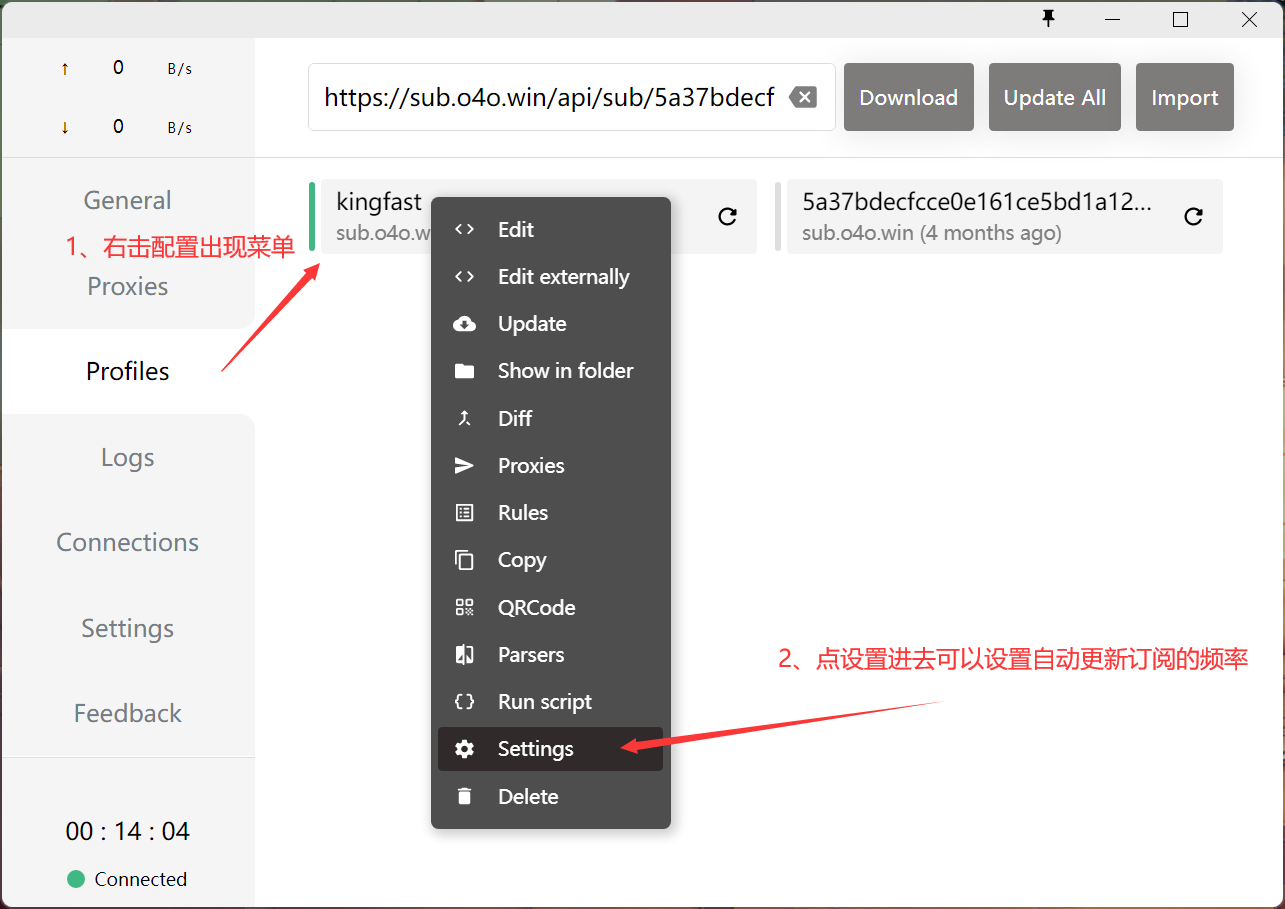 ↑ 0 B/s
↓ 0 B/s
https://sub.o4o.win/api/sub/5a37bdecf
Download
Update All
Import
General
Proxies
Profiles
Logs
Connections
Settings
Feedback
00 : 14 : 04
Connected
1、右击配置出现菜单
kingfast
sub.o4o.w
5a37bdecfcce0e161ce5bd1a12...
sub.o4o.win (4 months ago)
Edit
Edit externally
Update
Show in folder
Diff
Proxies
Rules
Copy
QRCode
Parsers
Run script
Settings
Delete
2、点设置进去可以设置自动更新订阅的频率